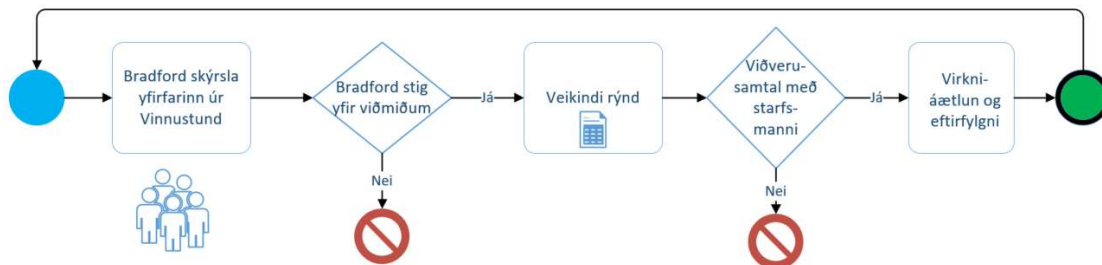 Bradford skýrsla
yfirfarinn úr
Vinnustund
Bradford stig
yfir viðmiðum
Já
Nei
Veikindi rýnd
Viðveru-
samtal með
starfs-
manni
Já
Nei
Virkni-
áætlun og
eftirfylgni